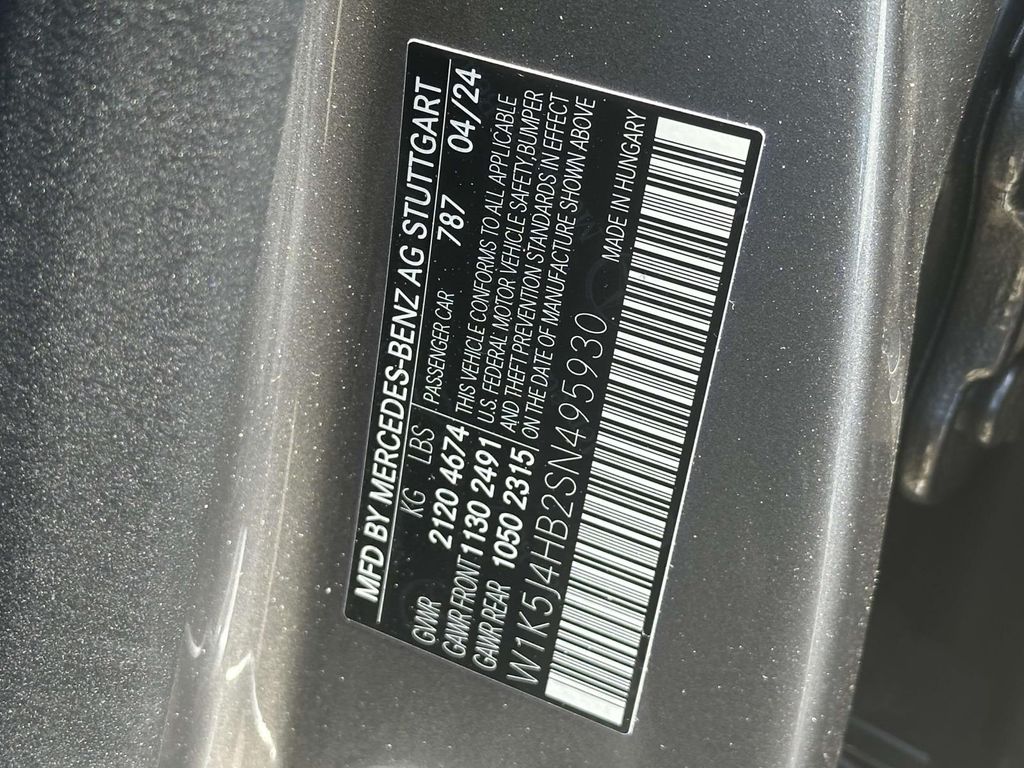 MFD BY MERCEDES-BENZ AG STUTTGART
KG LBS PASSENGER CAR 787 04/24
GVWR 2120 4674
GAWR FRONT 1130 2491
GAWR REAR 1050 2315
THIS VEHICLE CONFORMS TO ALL APPLICABLE
U.S. FEDERAL MOTOR VEHICLE SAFETY,BUMPER
AND THEFT PREVENTION STANDARDS IN EFFECT
ON THE DATE OF MANUFACTURE SHOWN ABOVE
W1K5J4HB2SN495930 MADE IN HUNGARY